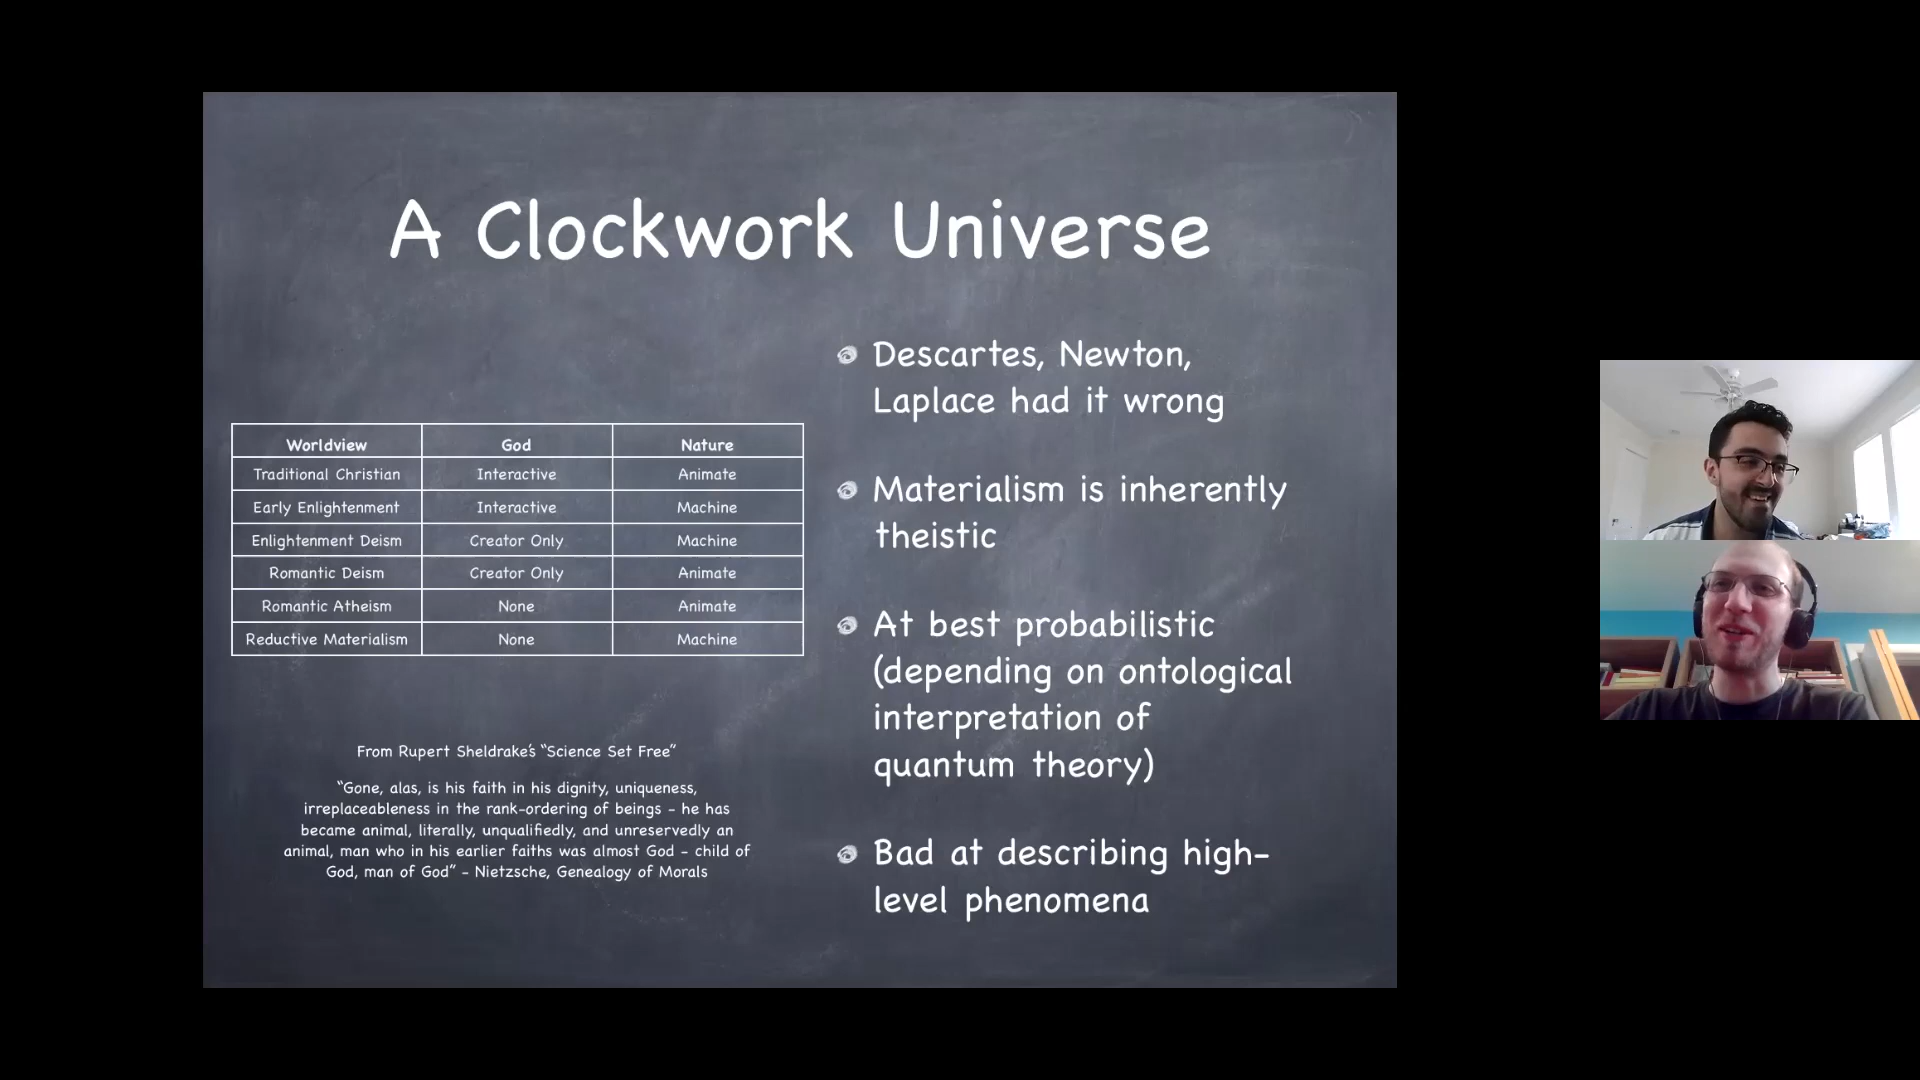 A Clockwork Universe
Worldview God Nature
Traditional Christian Interactive Animate
Early Enlightenment Interactive Machine
Enlightenment Deism Creator Only Machine
Romantic Deism Creator Only Animate
Romantic Atheism None Animate
Reductive Materialism None Machine
From Rupert Sheldrake's "Science Set Free"
"Gone, alas, is his faith in his dignity, uniqueness,
irreplaceableness in the rank-ordering of beings - he has
became animal, literally, unqualifiedly, and unreservedly an
animal, man who in his earlier faiths was almost God - child of
God, man of God" - Nietzsche, Genealogy of Morals
Descartes, Newton,
Laplace had it wrong
Materialism is inherently
theistic
At best probabilistic
(depending on ontological
interpretation of
quantum theory)
Bad at describing high-
level phenomena